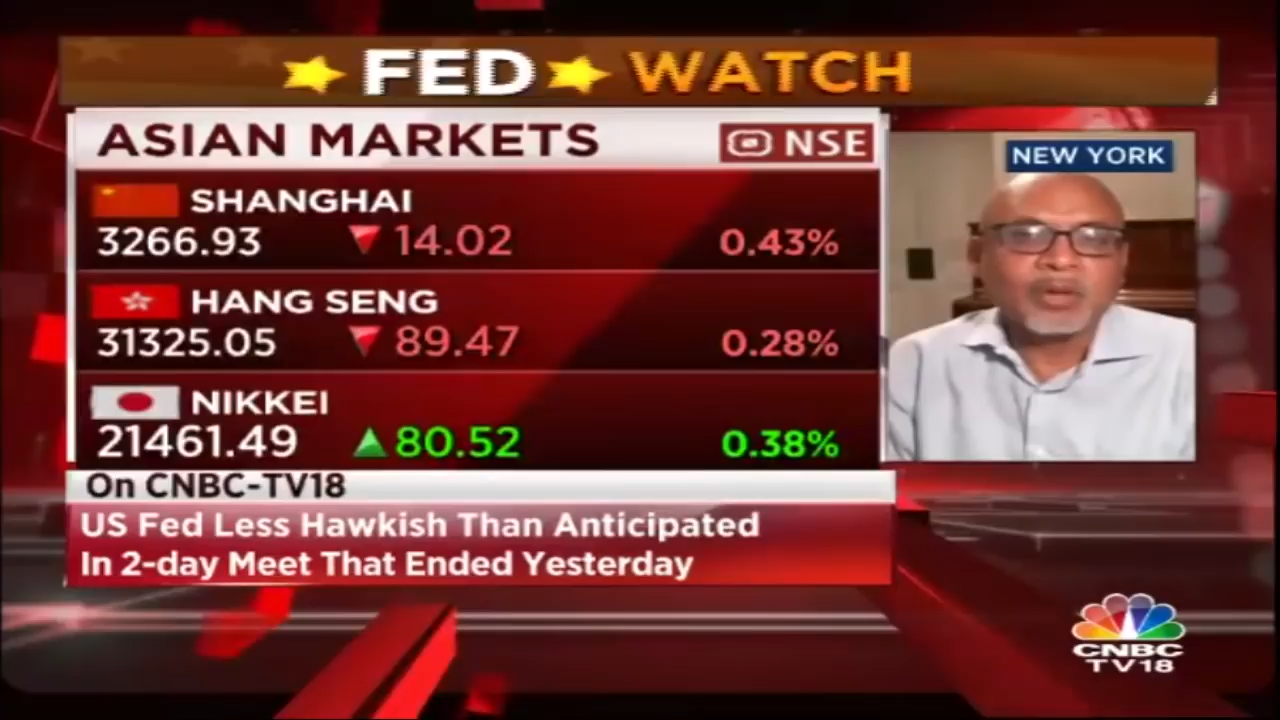 FED WATCH
ASIAN MARKETS NSE
NEW YORK
SHANGHAI
3266.93 14.02 0.43%
HANG SENG
31325.05 89.47 0.28%
NIKKEI
21461.49 80.52 0.38%
On CNBC-TV18
US Fed Less Hawkish Than Anticipated
In 2-day Meet That Ended Yesterday
CNBC
TV18